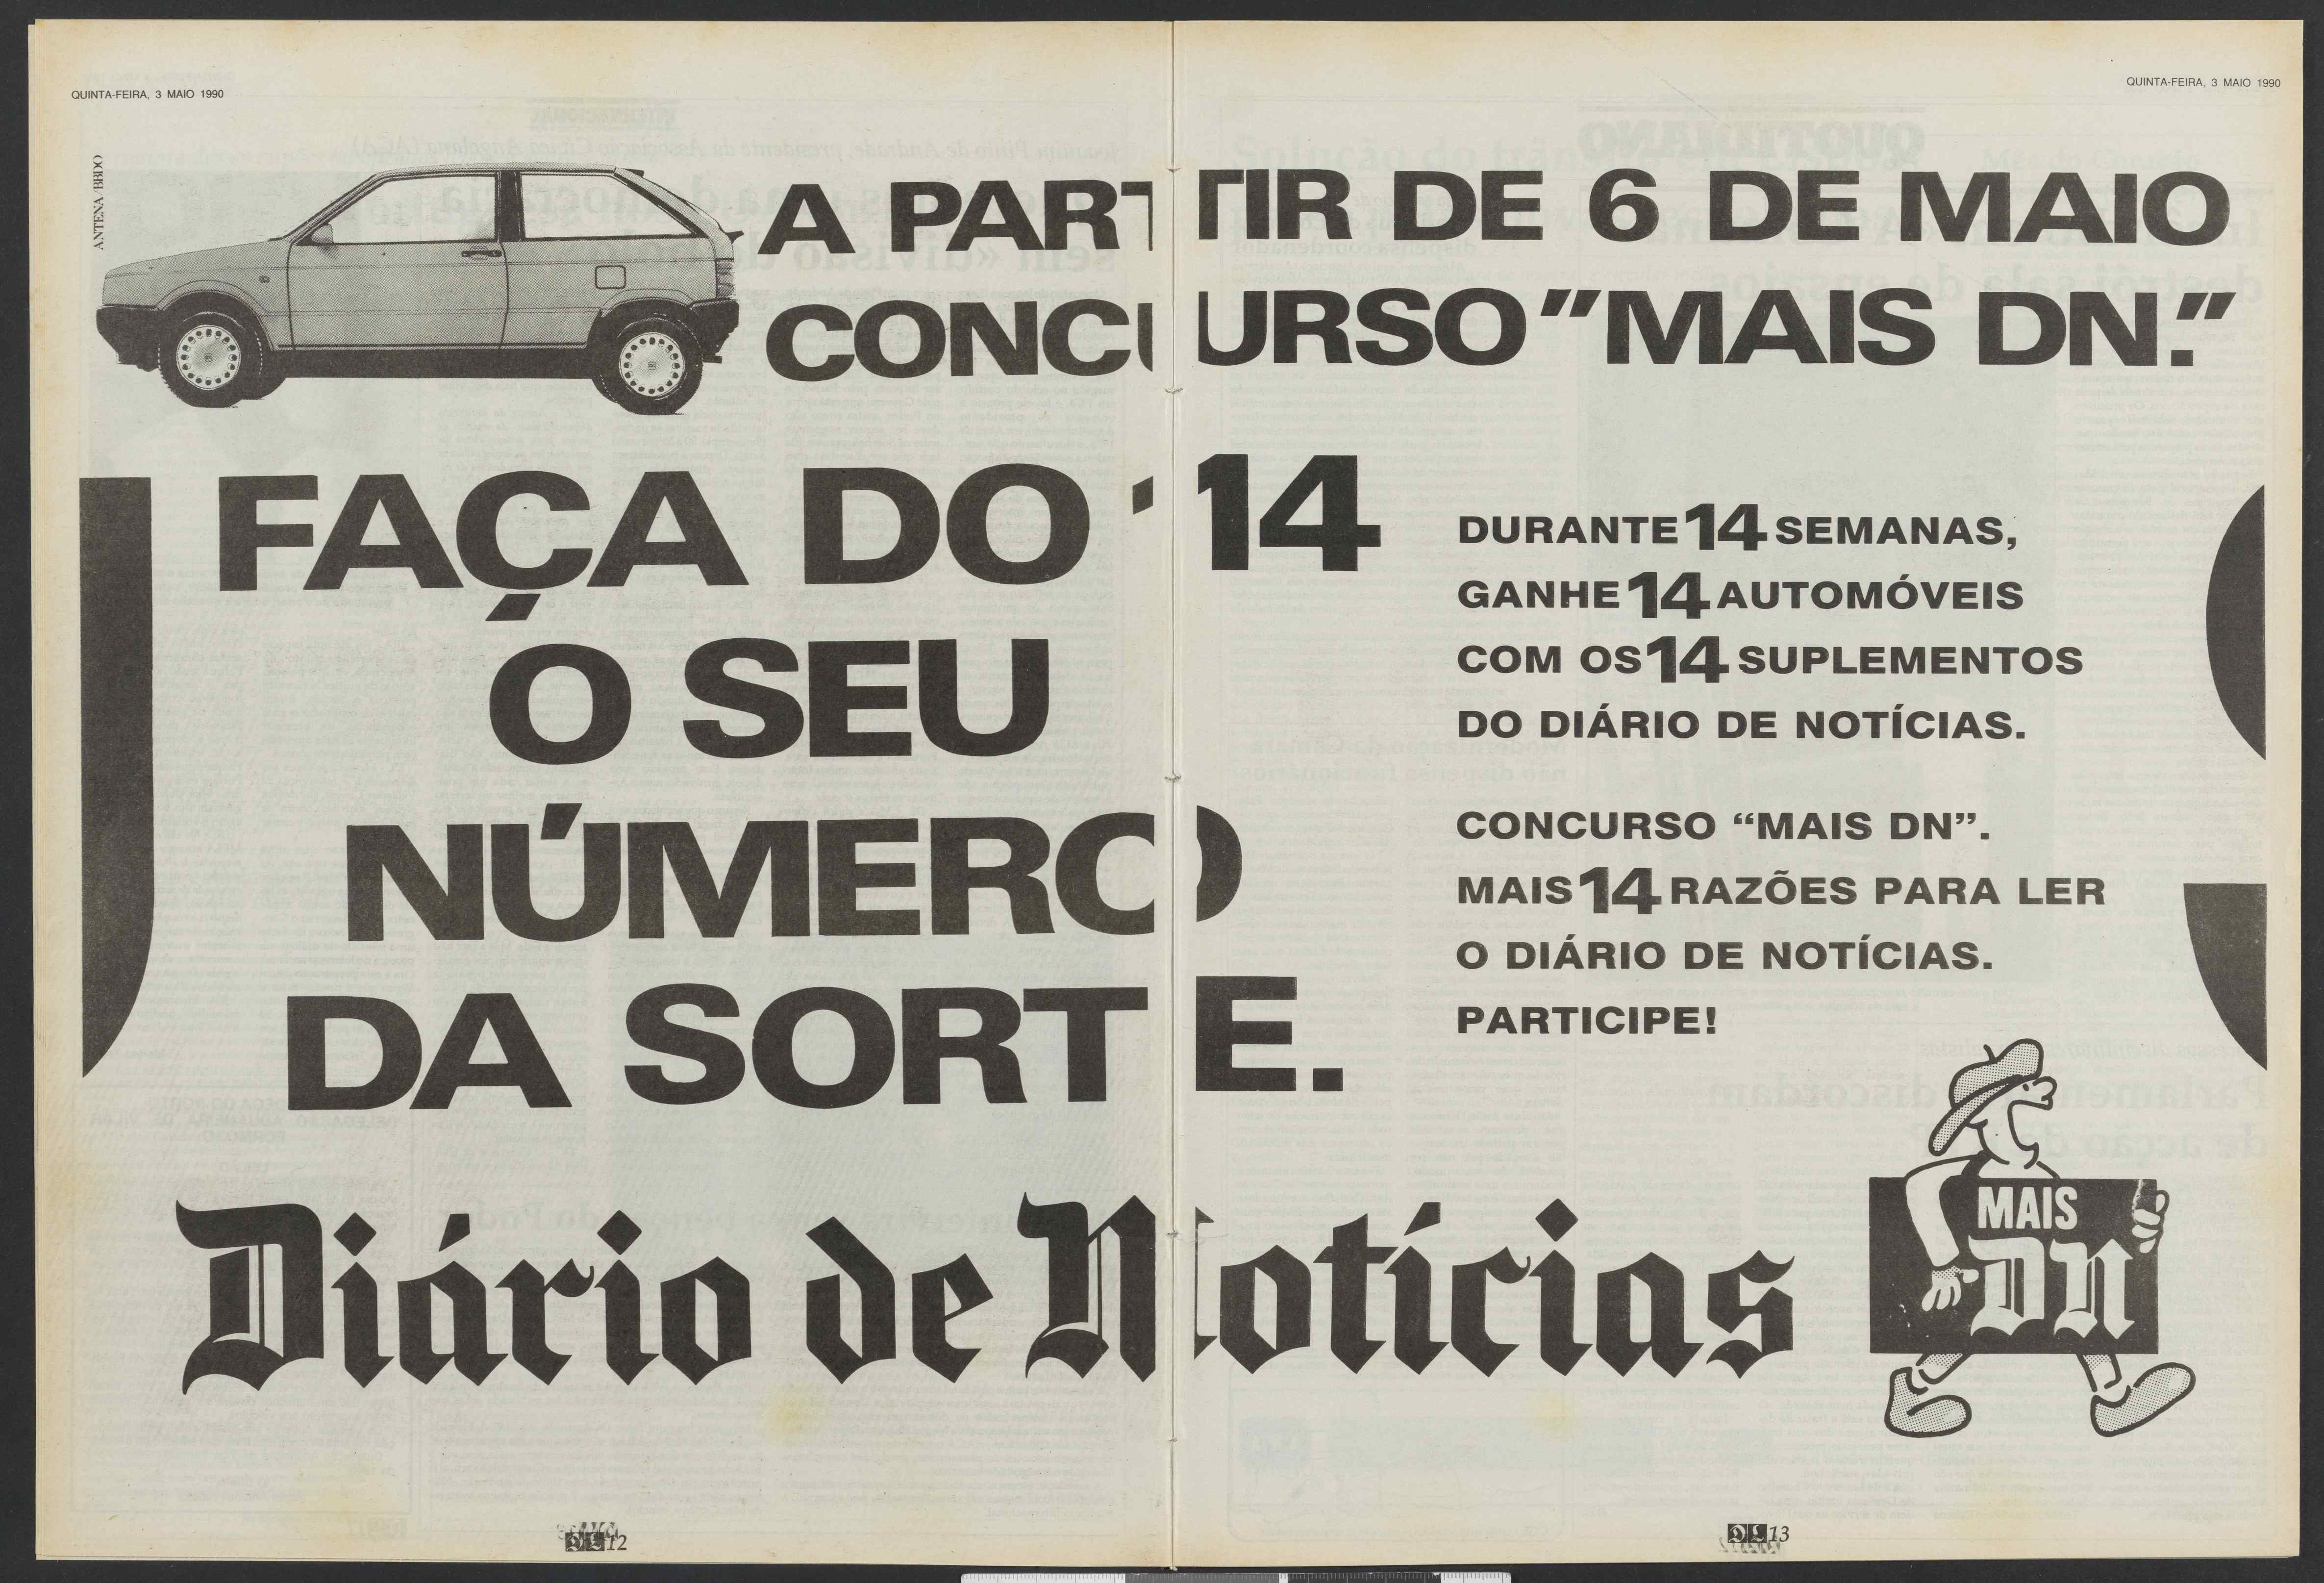 QUINTA-FEIRA, 3 MAIO 1990
QUINTA-FEIRA, 3 MAIO 1990
ANTENA/BBDO
A PARTIR DE 6 DE MAIO
CONCURSO "MAIS DN."
FAÇA DO 14
O SEU
NÚMERO
DA SORTE.
DURANTE 14 SEMANAS,
GANHE 14 AUTOMÓVEIS
COM OS 14 SUPLEMENTOS
DO DIÁRIO DE NOTÍCIAS.
CONCURSO “MAIS DN”.
MAIS 14 RAZÕES PARA LER
O DIÁRIO DE NOTÍCIAS.
PARTICIPE!
Diário de Notícias
MAIS
DN
DL 12
DL 13